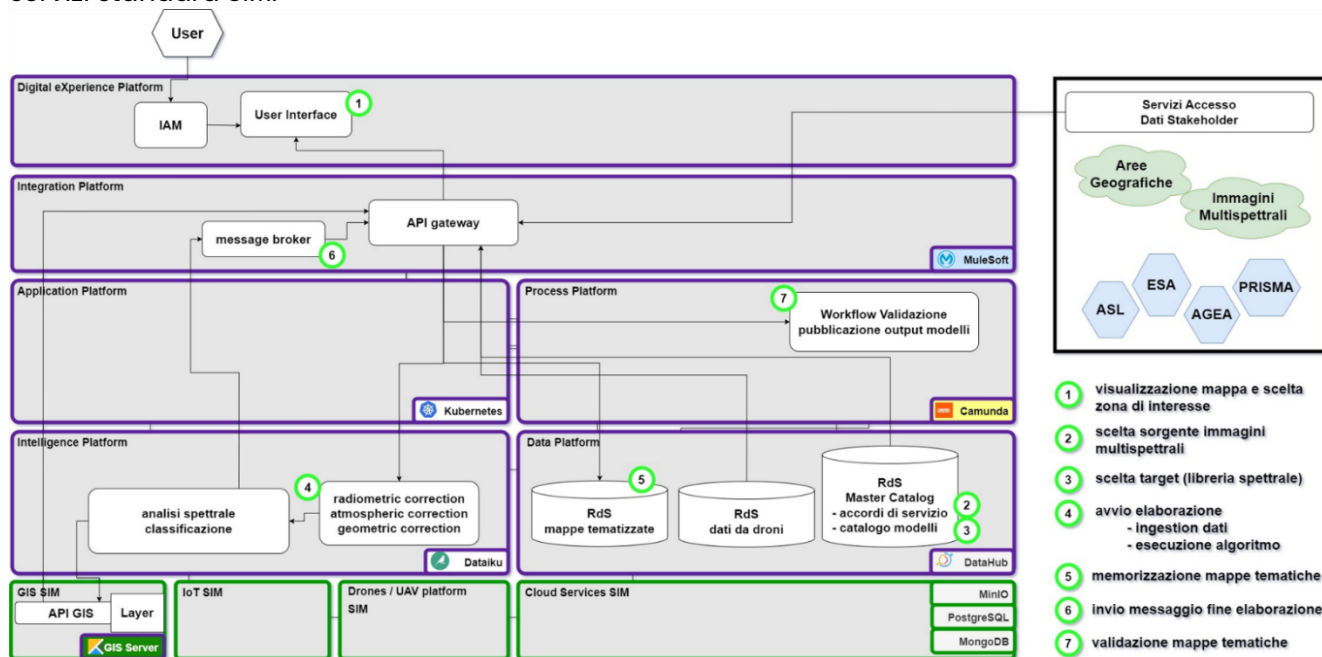 servizi standard SIM.
User
Digital eXperience Platform
IAM
User Interface
1
Integration Platform
API gateway
message broker
6
MuleSoft
Application Platform
Kubernetes
Process Platform
7
Workflow Validazione
pubblicazione output modelli
Camunda
Intelligence Platform
analisi spettrale
classificazione
4
radiometric correction
atmospheric correction
geometric correction
Dataiku
Data Platform
RdS
mappe tematizzate
5
RdS
dati da droni
RdS
Master Catalog
- accordi di servizio
- catalogo modelli
2
3
DataHub
GIS SIM
API GIS
Layer
GIS Server
IoT SIM
Drones / UAV platform
SIM
Cloud Services SIM
MinIO
PostgreSQL
MongoDB
Servizi Accesso
Dati Stakeholder
Aree
Geografiche
Immagini
Multispettrali
ASL
ESA
AGEA
PRISMA
1 visualizzazione mappa e scelta
zona di interesse
2 scelta sorgente immagini
multispettrali
3 scelta target (libreria spettrale)
4 avvio elaborazione
- ingestion dati
- esecuzione algoritmo
5 memorizzazione mappe tematiche
6 invio messaggio fine elaborazione
7 validazione mappe tematiche